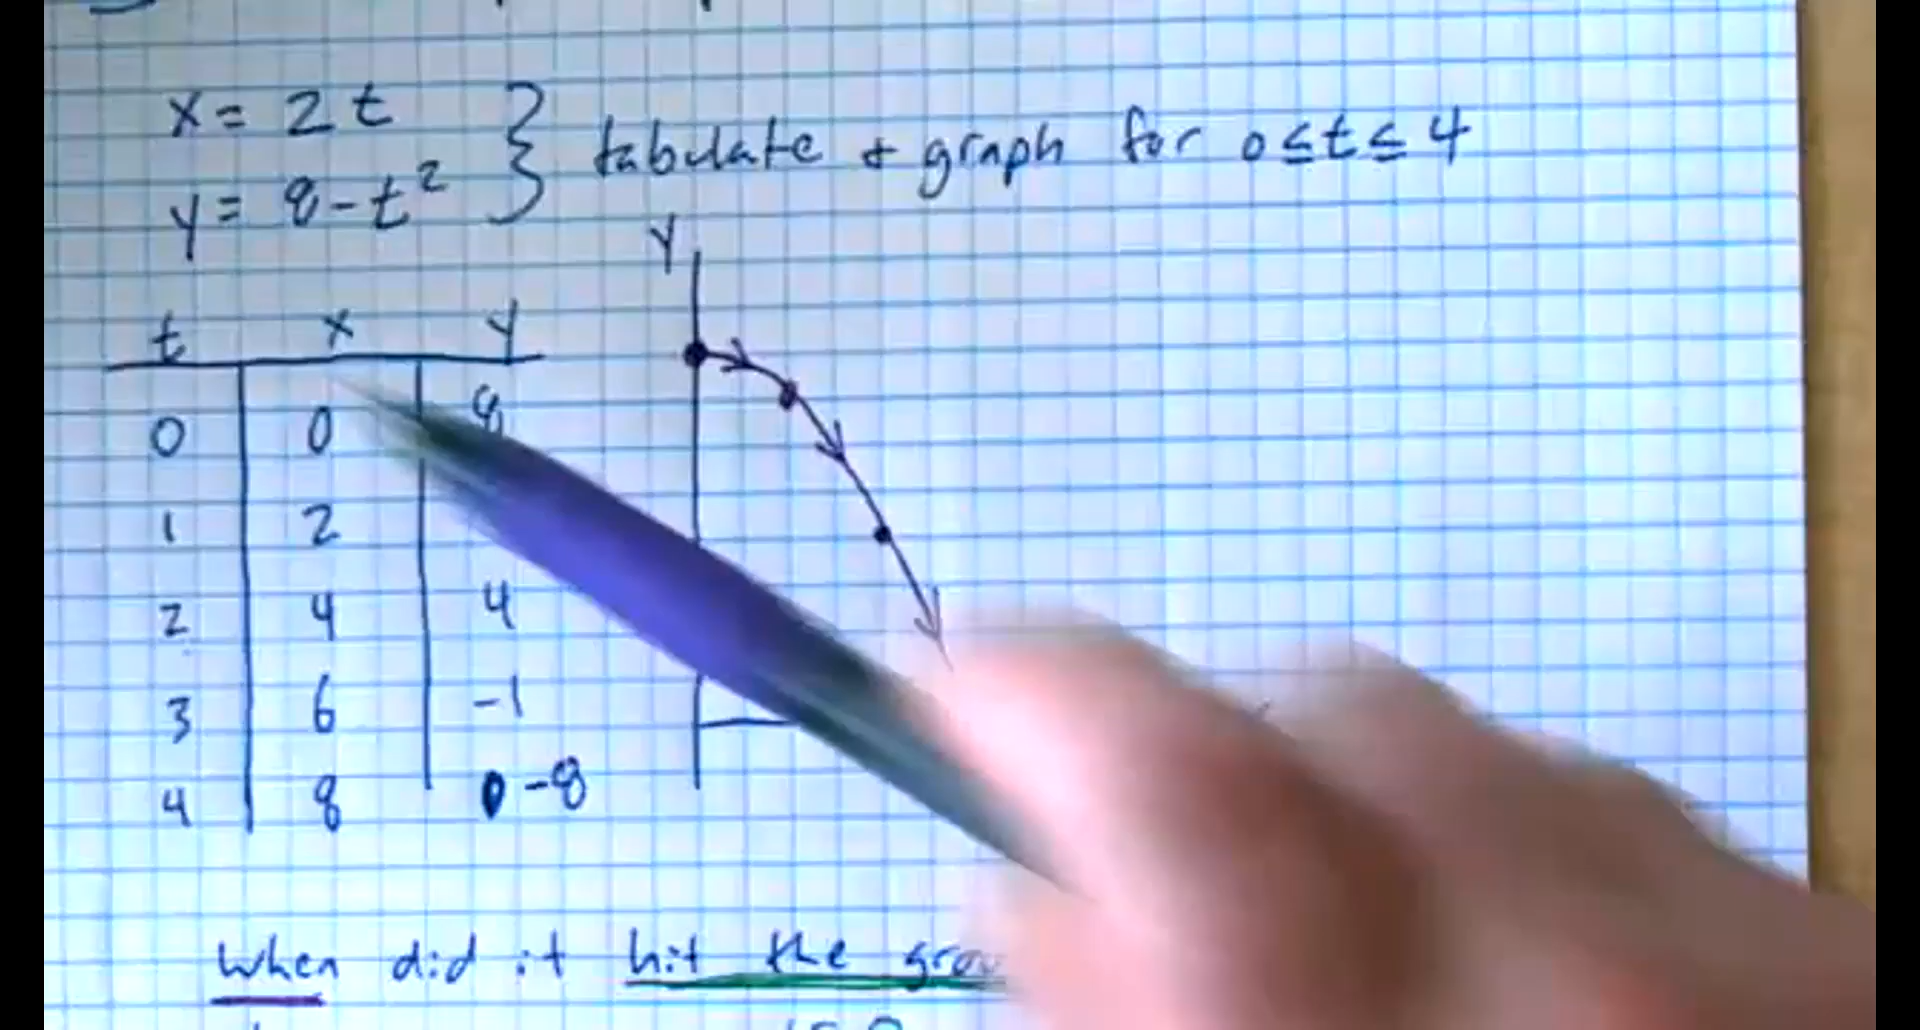 x = 2t
y = 8 - t²
} tabulate & graph for 0 ≤ t ≤ 4
y
t x y
0 0 8
1 2
2 4 4
3 6 -1
4 8 -8
When did it hit the